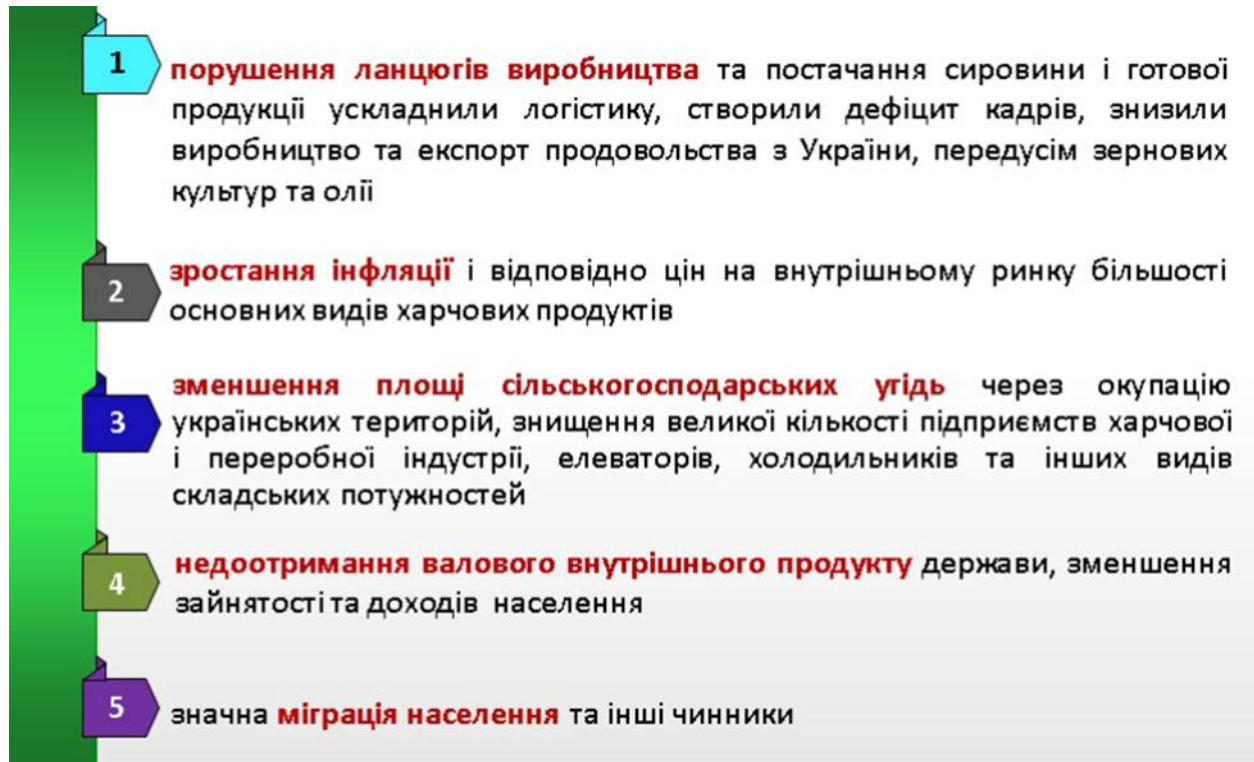 1
порушення ланцюгів виробництва та постачання сировини і готової
продукції ускладнили логістику, створили дефіцит кадрів, знизили
виробництво та експорт продовольства з України, передусім зернових
культур та олії
2
зростання інфляції і відповідно цін на внутрішньому ринку більшості
основних видів харчових продуктів
3
зменшення площі сільськогосподарських угідь через окупацію
українських територій, знищення великої кількості підприємств харчової
і переробної індустрії, елеваторів, холодильників та інших видів
складських потужностей
4
недоотримання валового внутрішнього продукту держави, зменшення
зайнятості та доходів населення
5
значна міграція населення та інші чинники